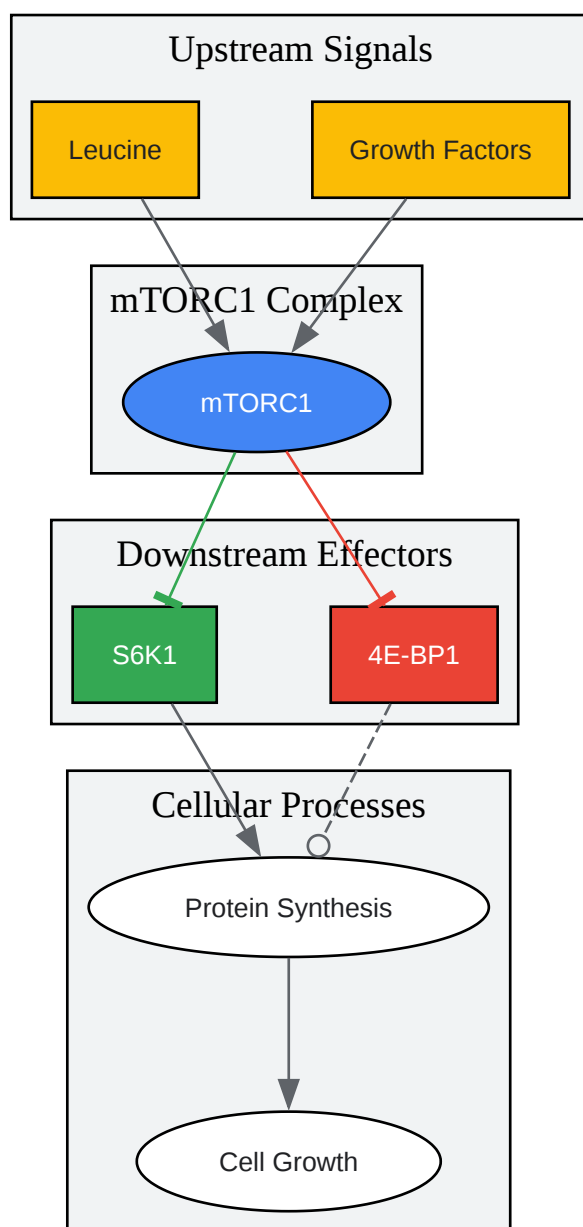 Upstream Signals
Leucine
Growth Factors
mTORC1 Complex
mTORC1
Downstream Effectors
S6K1
4E-BP1
Cellular Processes
Protein Synthesis
Cell Growth